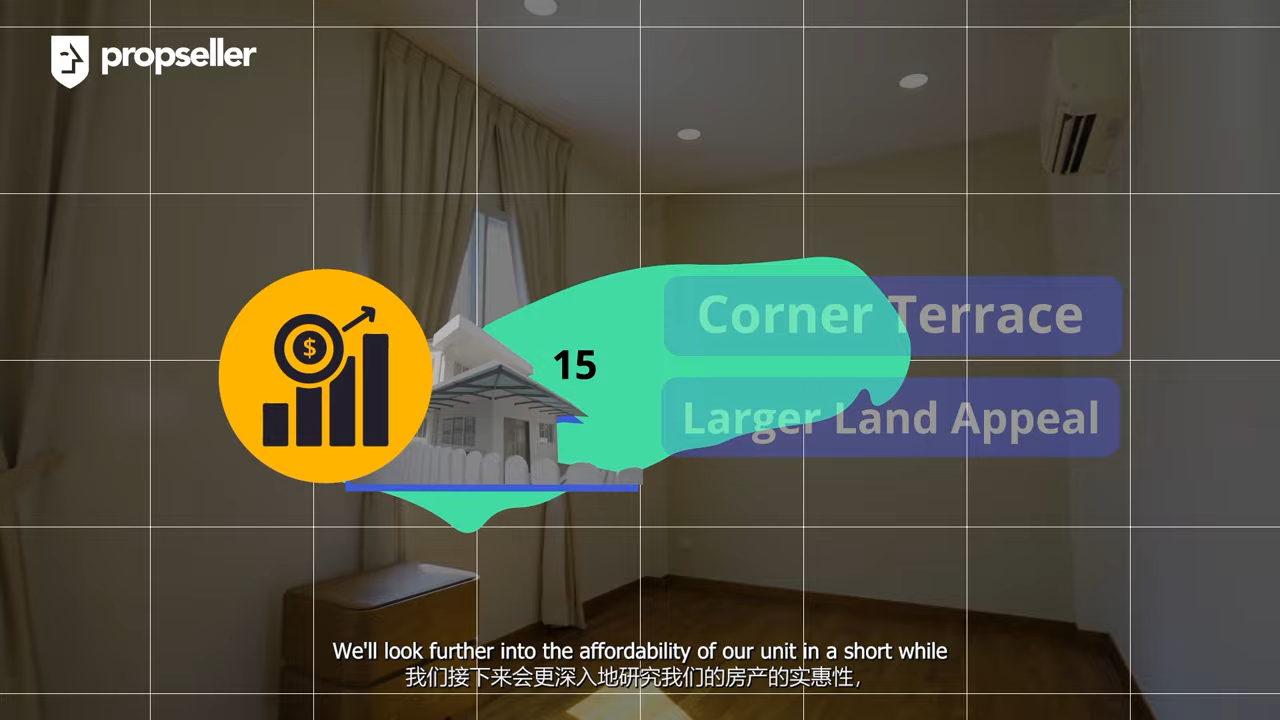 propseller
$
15
Corner Terrace
Larger Land Appeal
We'll look further into the affordability of our unit in a short while
我们接下来会更深入地研究我们的房产的实惠性，